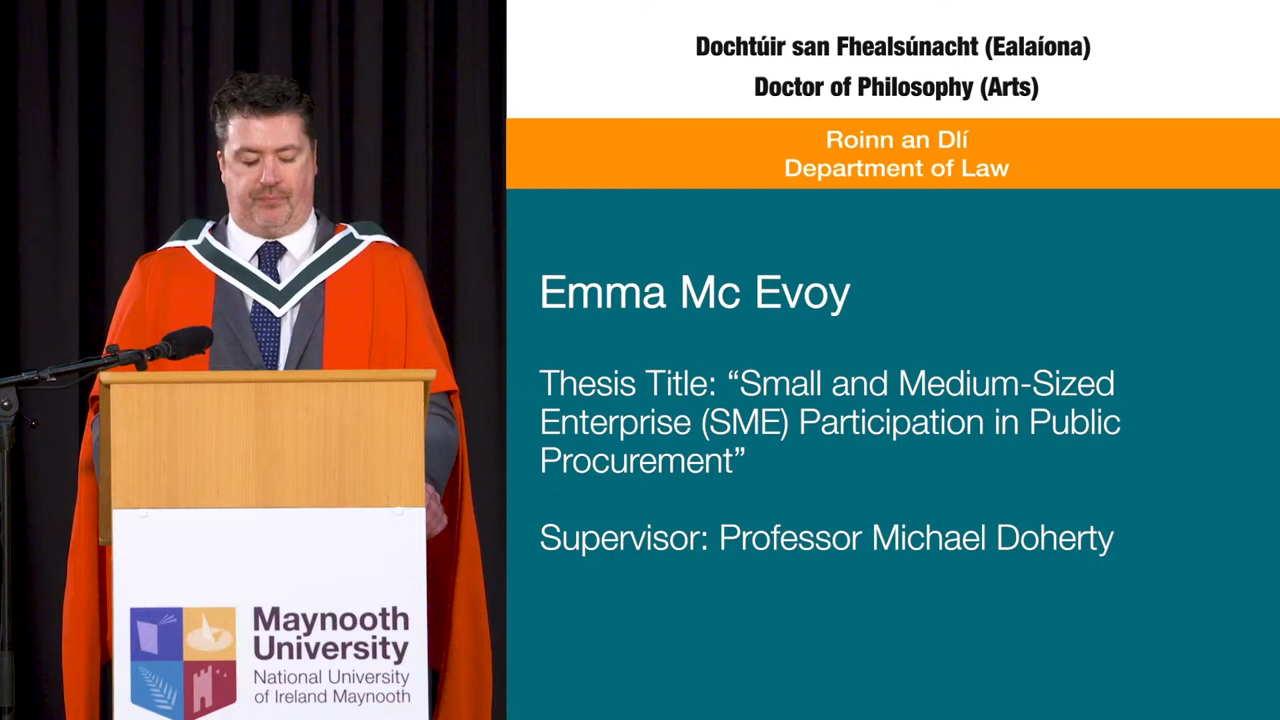 Dochtúir san Fhealsúnacht (Ealaíona)
Doctor of Philosophy (Arts)
Roinn an Dlí
Department of Law
Emma Mc Evoy
Thesis Title: “Small and Medium-Sized
Enterprise (SME) Participation in Public
Procurement”
Supervisor: Professor Michael Doherty
Maynooth
University
National University
of Ireland Maynooth